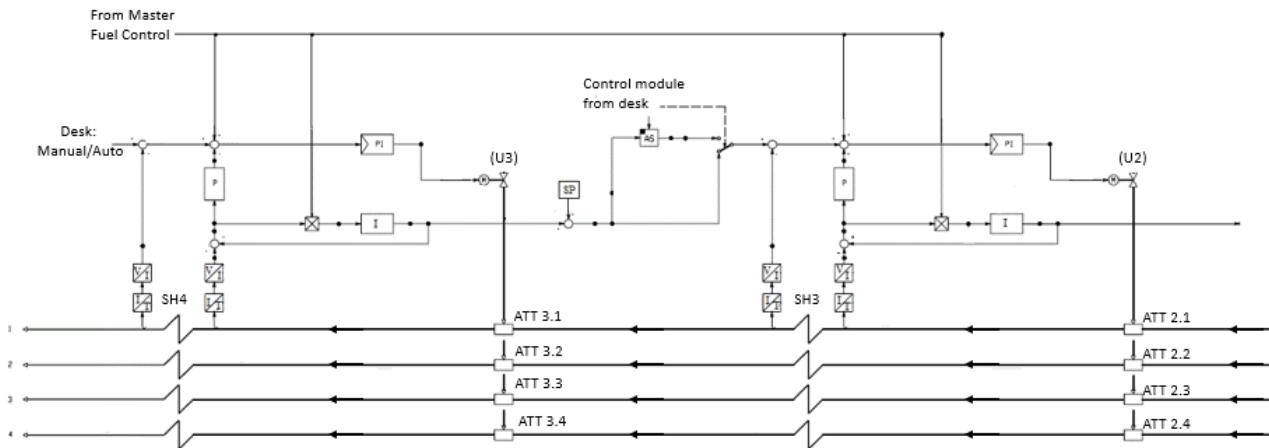 From Master
Fuel Control
Control module
from desk
Desk:
Manual/Auto
AS
PI
(U3)
PI
(U2)
P
SP
P
I
I
V/I
V/I
V/I
V/I
I/I
SH4
I/I
I/I
SH3
I/I
ATT 3.1
ATT 2.1
1
ATT 3.2
ATT 2.2
2
ATT 3.3
ATT 2.3
3
ATT 3.4
ATT 2.4
4
M
M